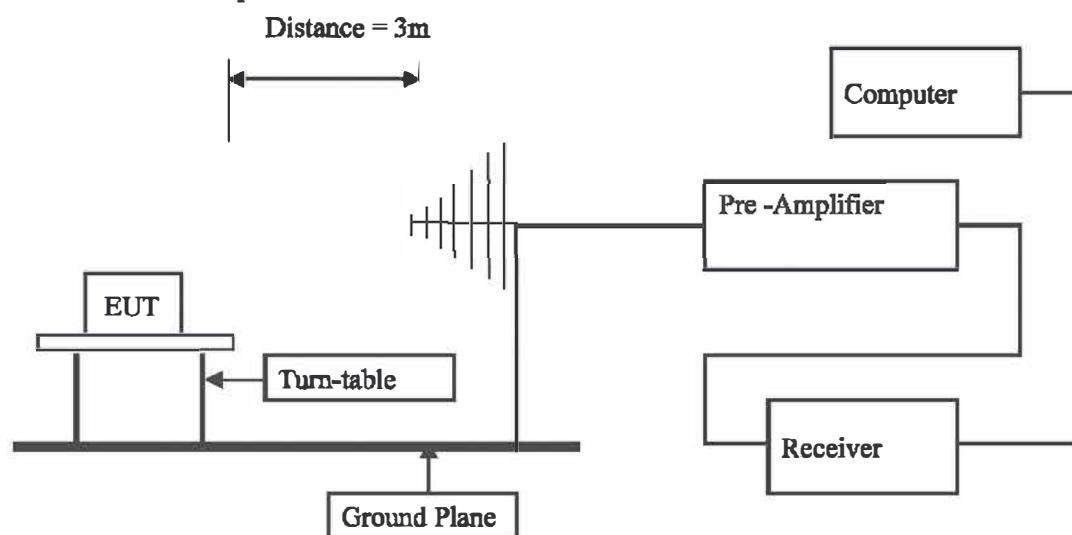 Distance = 3m
Computer
Pre -Amplifier
EUT
Turn-table
Receiver
Ground Plane